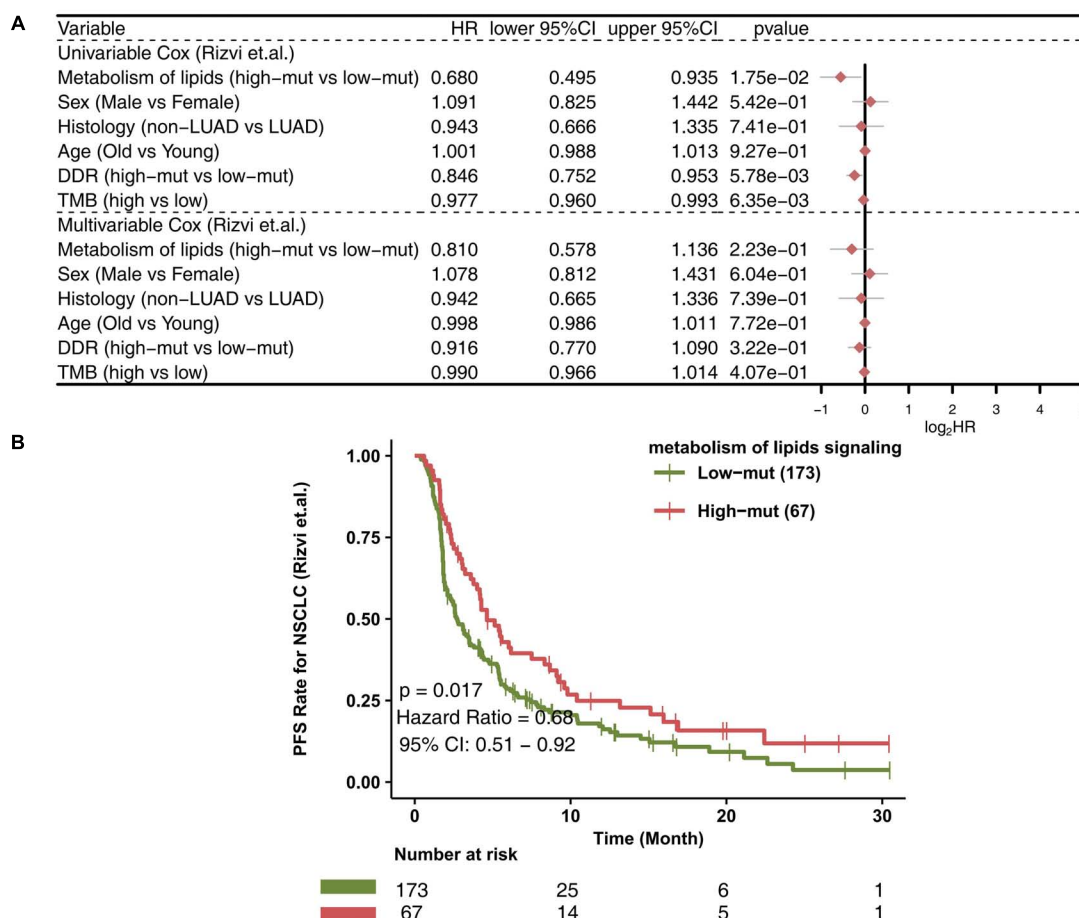 A
Variable HR lower 95%CI upper 95%CI pvalue
Univariable Cox (Rizvi et.al.)
Metabolism of lipids (high−mut vs low−mut) 0.680 0.495 0.935 1.75e−02
Sex (Male vs Female) 1.091 0.825 1.442 5.42e−01
Histology (non−LUAD vs LUAD) 0.943 0.666 1.335 7.41e−01
Age (Old vs Young) 1.001 0.988 1.013 9.27e−01
DDR (high−mut vs low−mut) 0.846 0.752 0.953 5.78e−03
TMB (high vs low) 0.977 0.960 0.993 6.35e−03
Multivariable Cox (Rizvi et.al.)
Metabolism of lipids (high−mut vs low−mut) 0.810 0.578 1.136 2.23e−01
Sex (Male vs Female) 1.078 0.812 1.431 6.04e−01
Histology (non−LUAD vs LUAD) 0.942 0.665 1.336 7.39e−01
Age (Old vs Young) 0.998 0.986 1.011 7.72e−01
DDR (high−mut vs low−mut) 0.916 0.770 1.090 3.22e−01
TMB (high vs low) 0.990 0.966 1.014 4.07e−01
−1 0 1 2 3 4
log2HR
B
metabolism of lipids signaling
Low−mut (173)
High−mut (67)
PFS Rate for NSCLC (Rizvi et.al.)
1.00
0.75
0.50
0.25
0.00
p = 0.017
Hazard Ratio = 0.68
95% CI: 0.51 − 0.92
0 10 20 30
Time (Month)
Number at risk
173 25 6 1
67 14 5 1